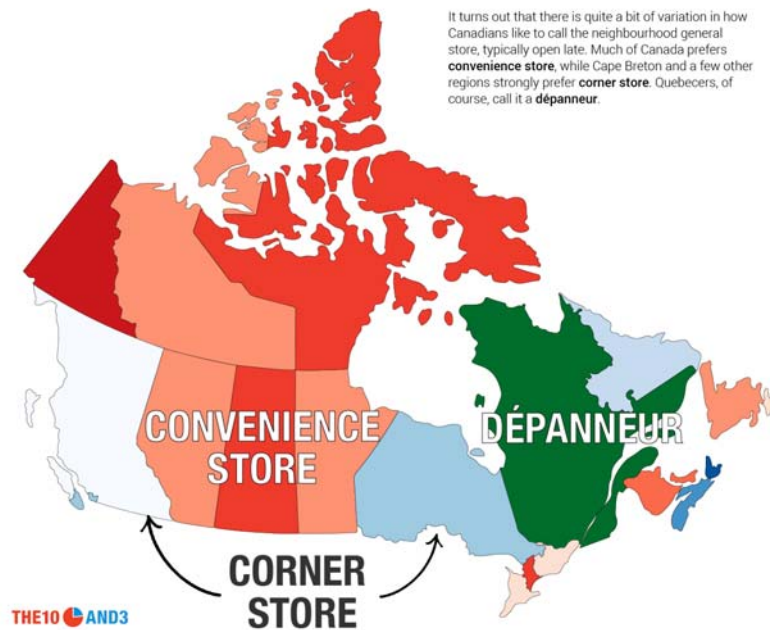 It turns out that there is quite a bit of variation in how
Canadians like to call the neighbourhood general
store, typically open late. Much of Canada prefers
convenience store, while Cape Breton and a few other
regions strongly prefer corner store. Quebecers, of
course, call it a dépanneur.
CONVENIENCE
STORE
DÉPANNEUR
CORNER
STORE
THE10 AND3